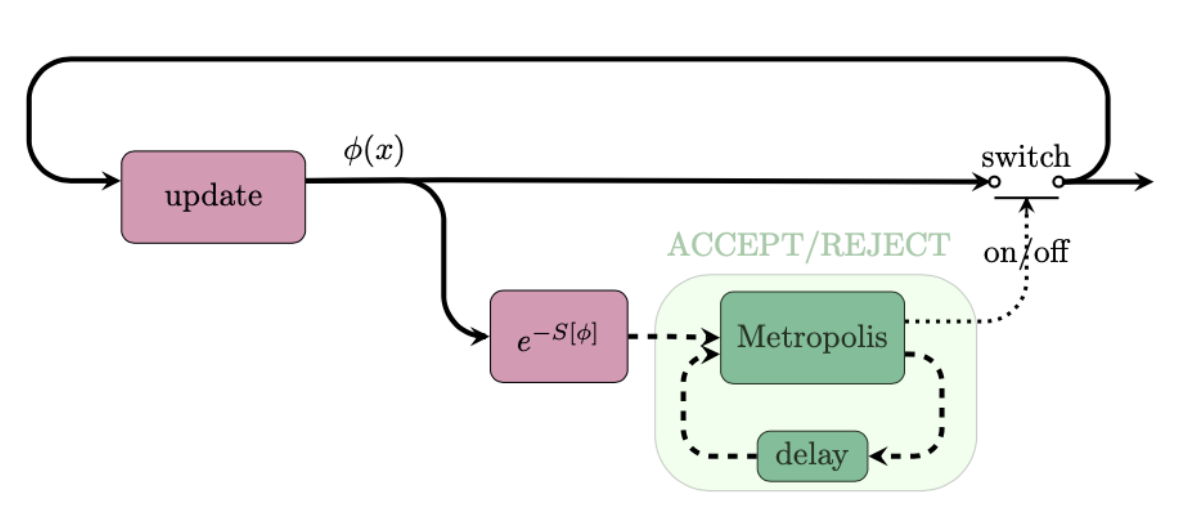 ϕ(x)
switch
update
ACCEPT/REJECT
on/off
e^{-S[ϕ]}
Metropolis
delay